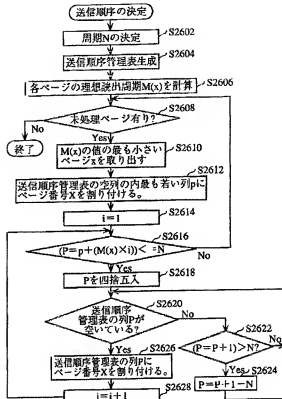 送信順序の決定
S2602
周期Nの決定
S2604
送信順序管理表生成
S2606
各ページの理想読出周期M(x)を計算
S2608
未処理ページ有り?
No
Yes
終了
S2610
M(x)の値の最も小さい
ページxを取り出す
S2612
送信順序管理表の空列の内最も若い列pに
ページ番号Xを割り付ける。
S2614
i=1
S2616
(P=p+(M(x)×i))<=N
No
Yes
S2618
Pを四捨五入
S2620
送信順序
管理表の列Pに
空いている?
No
S2622
(P=P+1)>N?
No
Yes
S2626
送信順序管理表の列Pに
ページ番号Xを割り付ける。
Yes
S2624
P=P+1-N
S2628
i=i+1